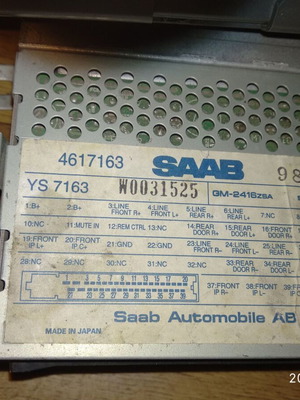 4617163 SAAB 98
YS 7163 W0031525 GM-2416ZSA
1:B+ 2:B+ 3:LINE FRONT R+ 4:LINE FRONT L+ 5:LINE REAR R+ 6:LINE REAR L+ 7:NC
10:NC 11:MUTE IN 12:REM CTRL 13:NC 14:REAR DOOR R+ 15:REAR DOOR L+ 16:FRONT
19:FRONT IP L+ 20:FRONT IP C+ 21:GND 22:GND 23:LINE FRONT R- 24:LINE FRONT L- 25:LINE REAR R-
28:NC 29:NC 30:NC 31:NC 32:NC 33:REAR DOOR R- 34:REAR DOOR L-
37:FRONT IP R- 38:FRONT IP L- 39:
MADE IN JAPAN
Saab Automobile AB
20